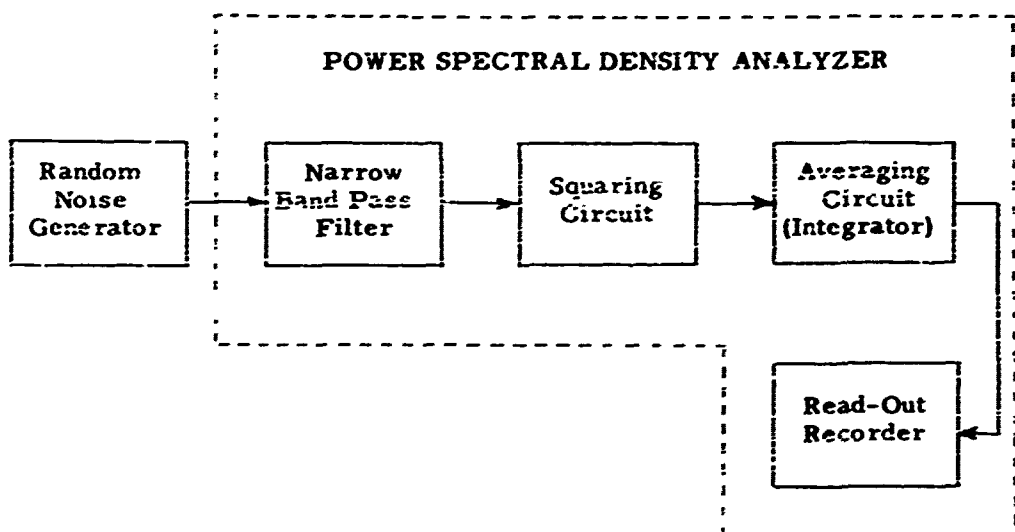 POWER SPECTRAL DENSITY ANALYZER
Random
Noise
Generator
Narrow
Band Pass
Filter
Squaring
Circuit
Averaging
Circuit
(Integrator)
Read-Out
Recorder